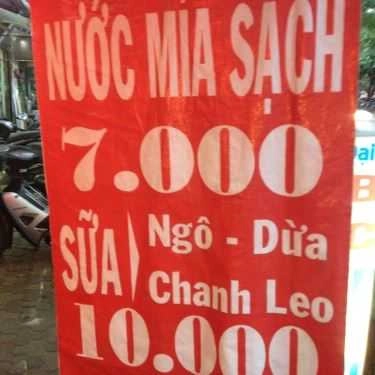 NƯỚC MÍA SẠCH
7.000
SỮA Ngô - Dừa
Chanh Leo
10.000